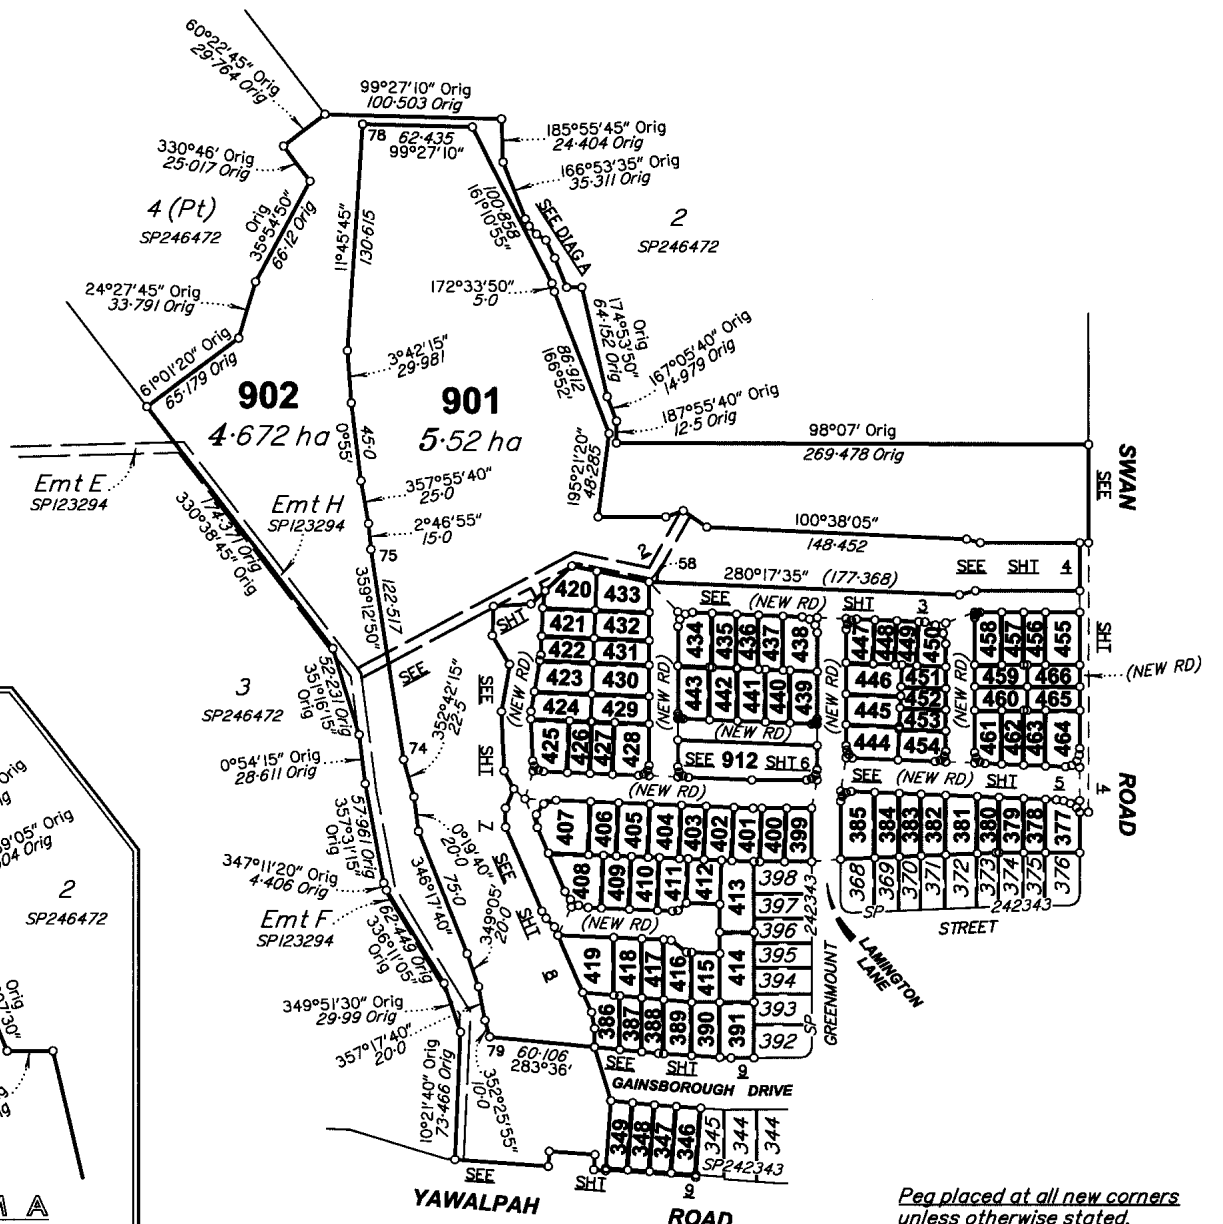 60°22'45" Orig
29·764 Orig
99°27'10" Orig
100·503 Orig
78
62·435
99°27'10"
185°55'45" Orig
24·404 Orig
330°46' Orig
25·017 Orig
166°53'35" Orig
35·311 Orig
4 (Pt)
SP246472
35°54'50"
Orig
66·12 Orig
11°45'45"
130·615
100·858
161°10'55"
SEE DIAG A
2
SP246472
24°27'45" Orig
33·791 Orig
172°33'50"
5·0
174°53'50"
Orig
64·152 Orig
61°01'20" Orig
65·179 Orig
3°42'15"
29·981
86·912
166°52'
167°05'40" Orig
14·979 Orig
187°55'40" Orig
12·5 Orig
902
4·672 ha
901
5·52 ha
98°07' Orig
269·478 Orig
SWAN
SEE
45·0
0°55'
195°21'20"
48·285
Emt E
SP123294
174·371 Orig
330°38'45" Orig
Emt H
SP123294
357°55'40"
25·0
2°46'55"
15·0
75
100°38'05"
148·452
2
58
280°17'35" (177·368)
SEE SHT 4
122·517
359°12'50"
SEE (NEW RD) SHT 3
420 433
421 432
422 431
423 430
424 429
425 426 427 428
434 435 436 437 438
443 442 441 440 439
447 448 449 450
446 451
452
445 453
444 454
458 457 456 455
459 466
460 465
461 462 463 464
SHT
(NEW RD)
SHT
SEE
(NEW RD)
(NEW RD)
(NEW RD)
(NEW RD)
(NEW RD)
SEE
3
SP246472
52·231 Orig
351°16'15"
Orig
352°42'15"
22·5
SEE 912 SHT 6
0°54'15" Orig
28·611 Orig
74
SHT
7
(NEW RD)
SEE (NEW RD) SHT 5
4
ROAD
57·961 Orig
357°31'15"
Orig
0°19'40"
20·0
407 406 405 404 403 402 401 400 399
385 384 383 382 381 380 379 378 377
368 369 370 371 372 373 374 375 376
SP 242343
STREET
347°11'20" Orig
4·406 Orig
75·0
346°17'40"
SEE
SHT
8
408 409 410 411 412 413
398
397
396
395
394
393
392
SP 242343
2
SP246472
Emt F
SP123294
62·449 Orig
336°11'05"
Orig
349°05'
20·0
(NEW RD)
419 418 417 416 415 414
GREENMOUNT
LAMINGTON
LANE
349°51'30" Orig
29·99 Orig
357°17'40"
20·0
386 387 388 389 390 391
79
60·106
283°36'
SEE SHT 9
GAINSBOROUGH DRIVE
10°21'40" Orig
73·466 Orig
352°25'55"
10·0
349 348 347 346 345 344 344
SP242343
SEE SHT 9
YAWALPAH ROAD
Orig
A
Peg placed at all new corners
unless otherwise stated.